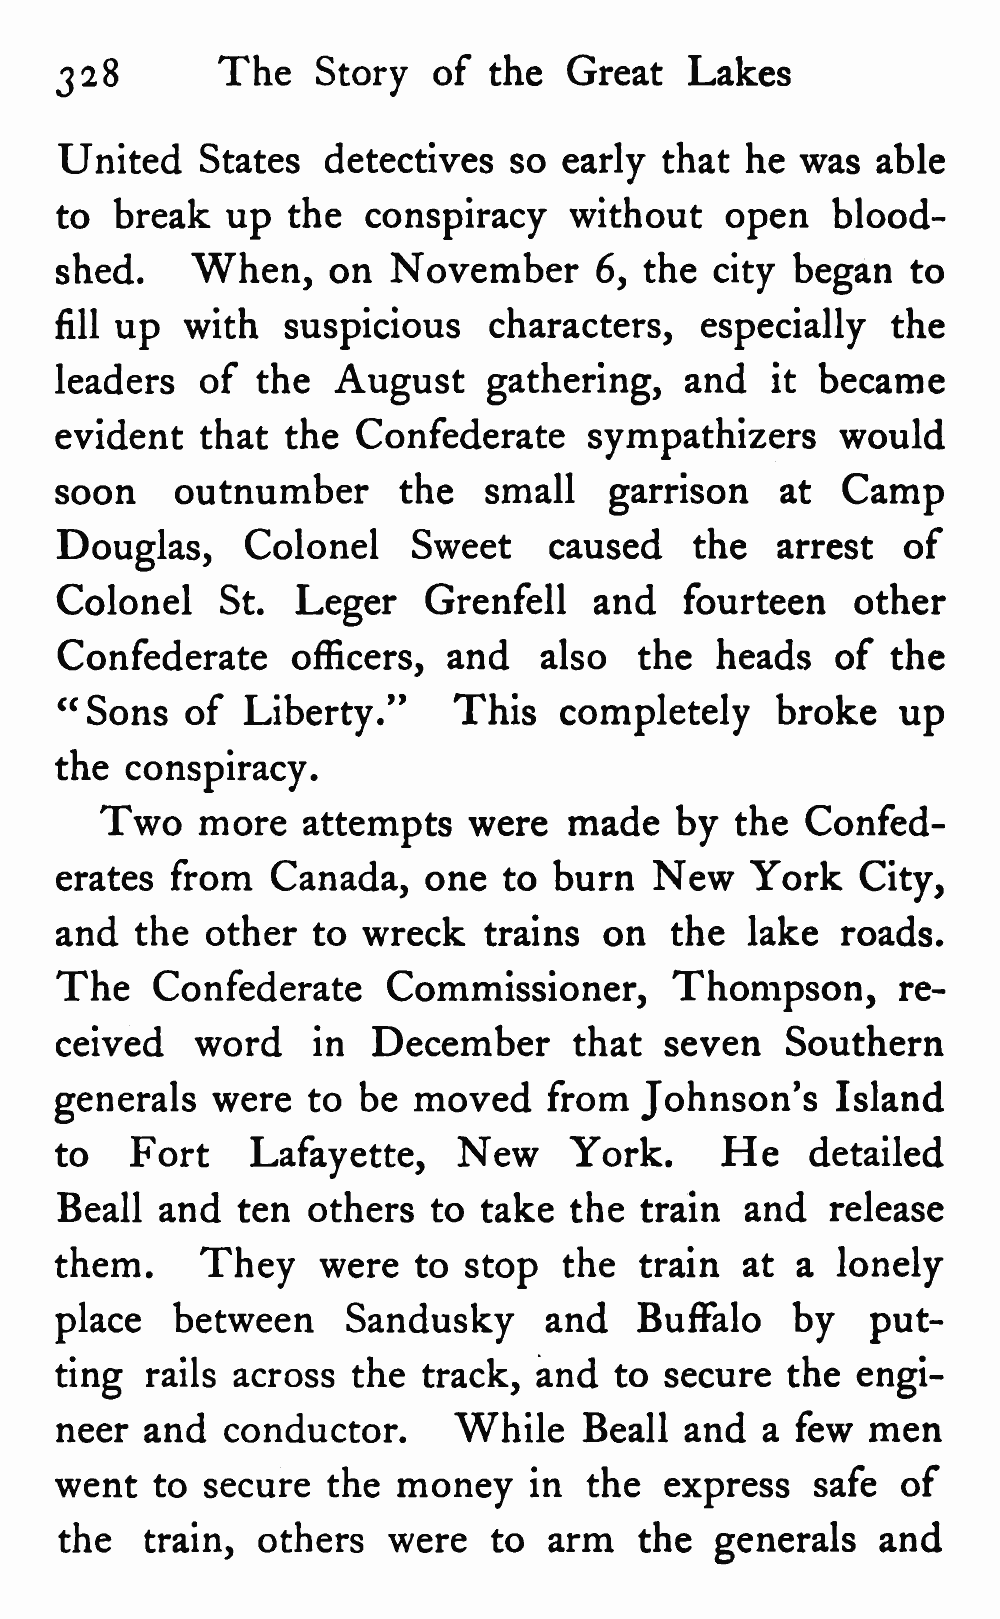 328 The Story of the Great Lakes
United States detectives so early that he was able
to break up the conspiracy without open blood-
shed. When, on November 6, the city began to
fill up with suspicious characters, especially the
leaders of the August gathering, and it became
evident that the Confederate sympathizers would
soon outnumber the small garrison at Camp
Douglas, Colonel Sweet caused the arrest of
Colonel St. Leger Grenfell and fourteen other
Confederate officers, and also the heads of the
“Sons of Liberty.” This completely broke up
the conspiracy.
Two more attempts were made by the Confed-
erates from Canada, one to burn New York City,
and the other to wreck trains on the lake roads.
The Confederate Commissioner, Thompson, re-
ceived word in December that seven Southern
generals were to be moved from Johnson’s Island
to Fort Lafayette, New York. He detailed
Beall and ten others to take the train and release
them. They were to stop the train at a lonely
place between Sandusky and Buffalo by put-
ting rails across the track, and to secure the engi-
neer and conductor. While Beall and a few men
went to secure the money in the express safe of
the train, others were to arm the generals and